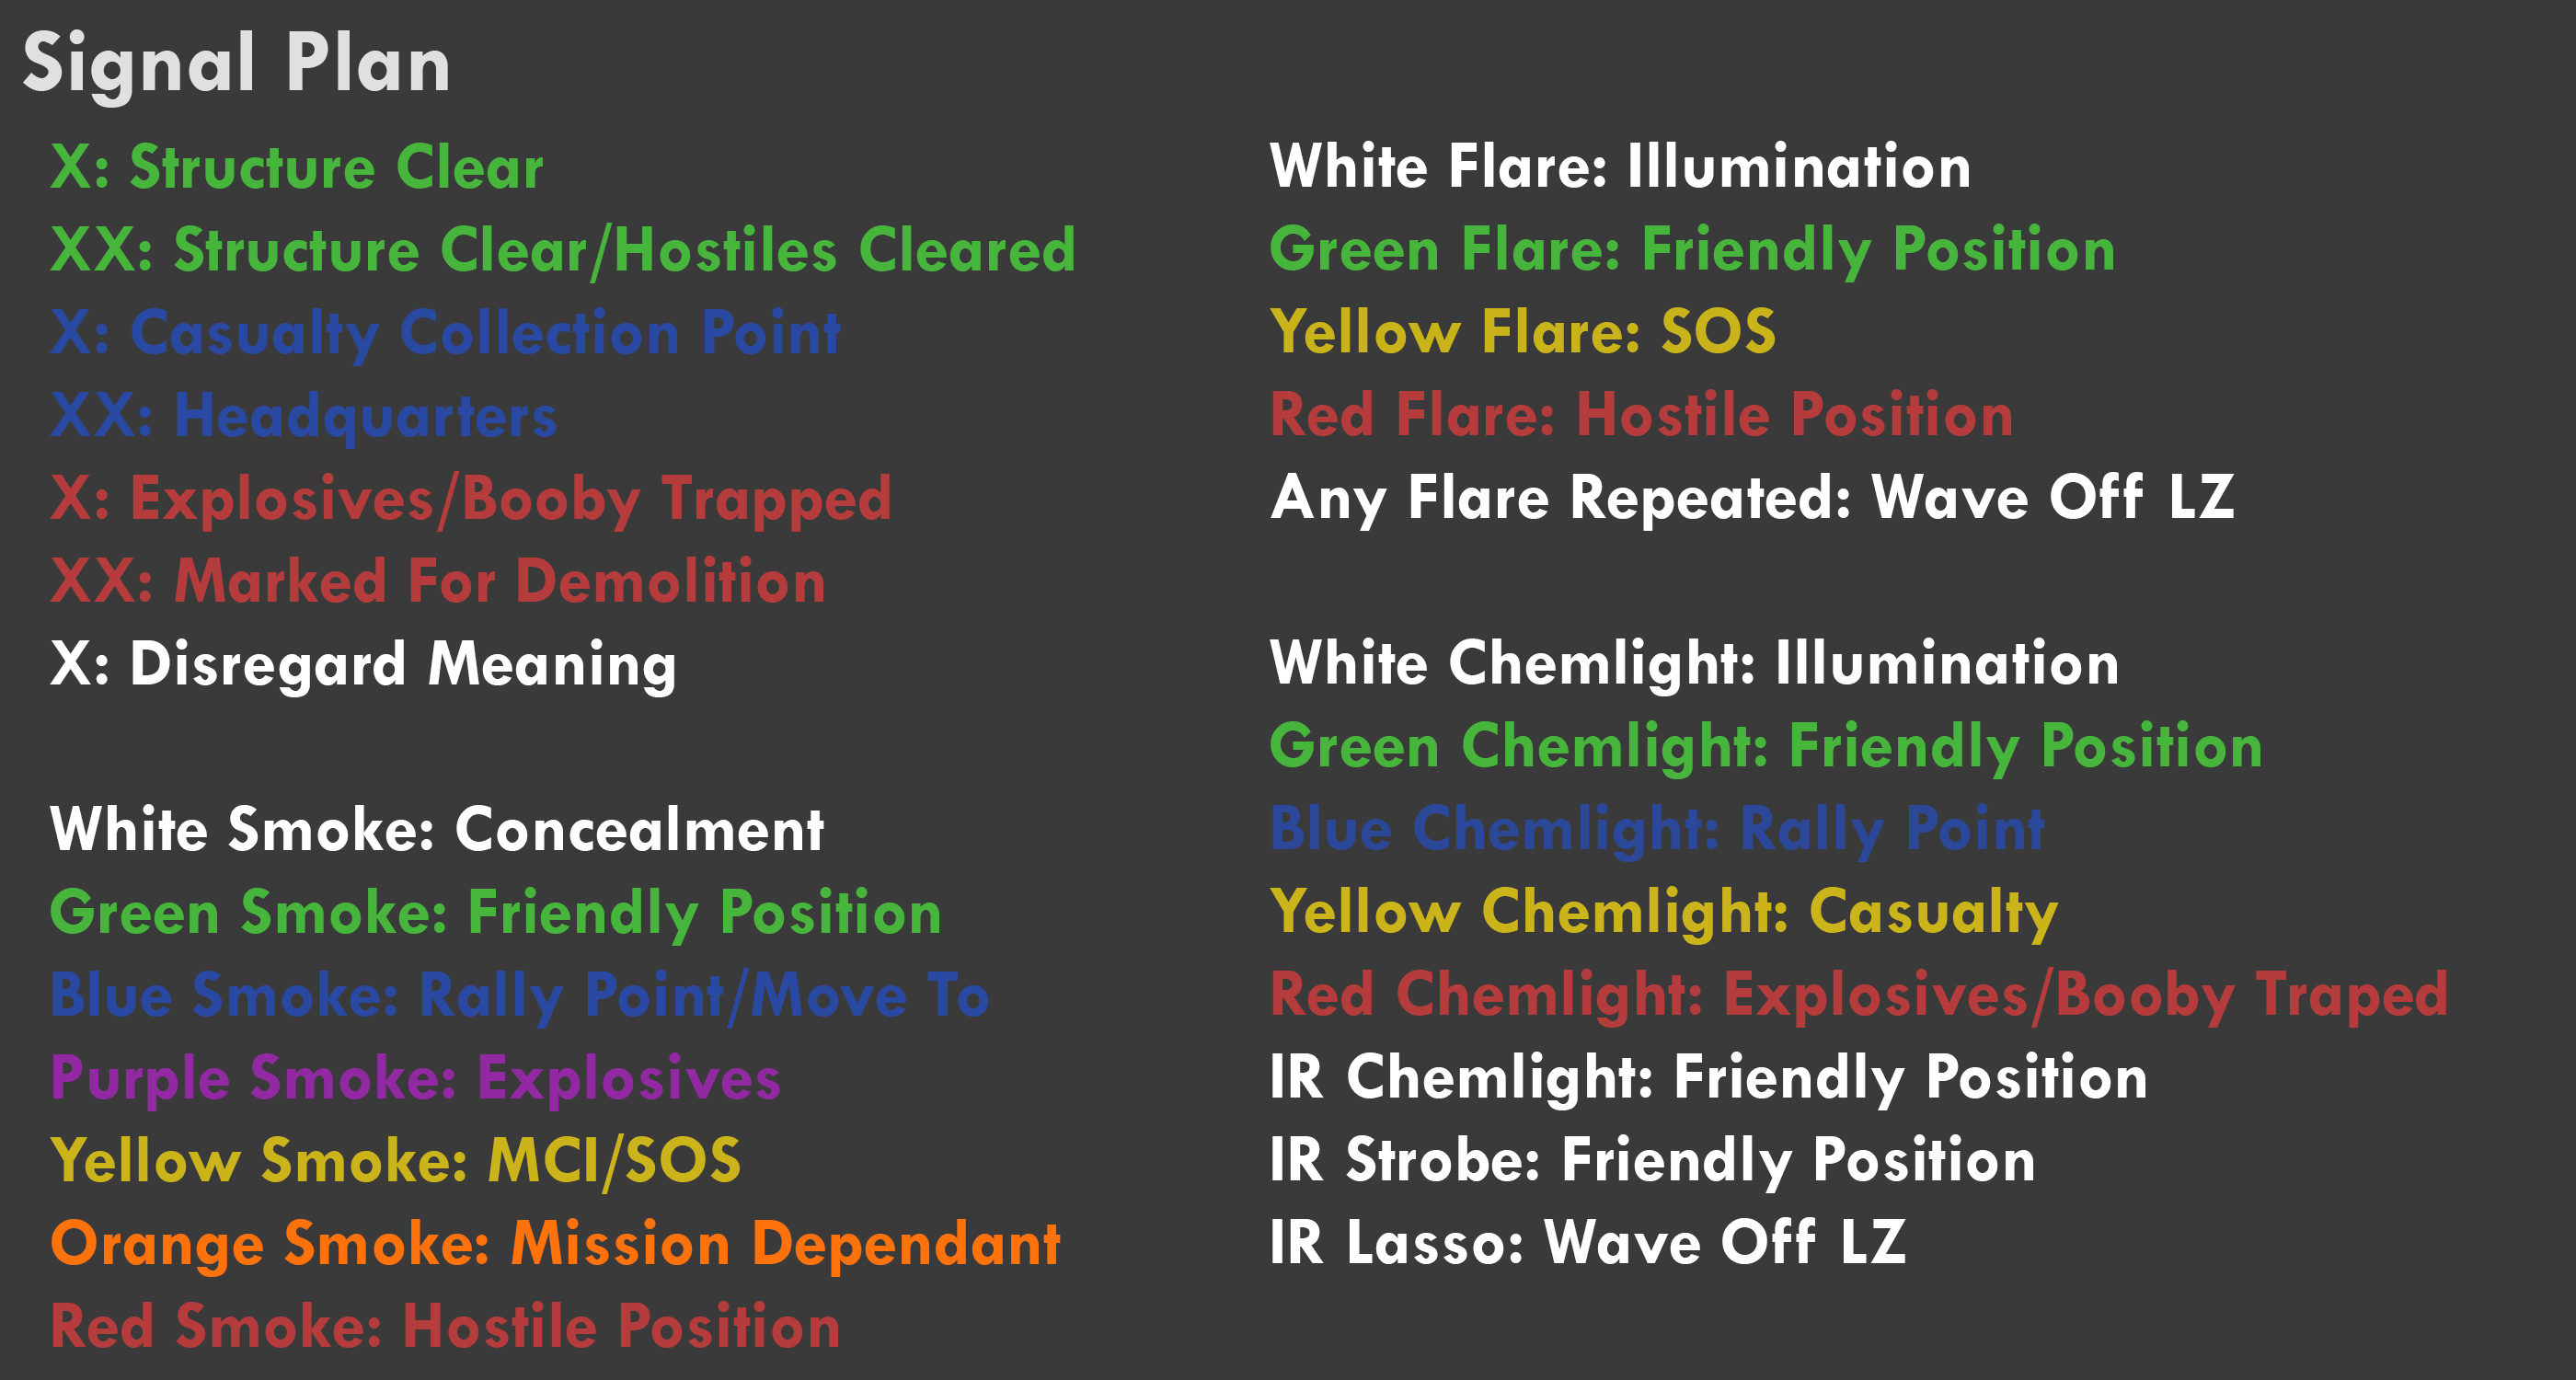 Signal Plan
X: Structure Clear
XX: Structure Clear/Hostiles Cleared
X: Casualty Collection Point
XX: Headquarters
X: Explosives/Booby Trapped
XX: Marked For Demolition
X: Disregard Meaning
White Smoke: Concealment
Green Smoke: Friendly Position
Blue Smoke: Rally Point/Move To
Purple Smoke: Explosives
Yellow Smoke: MCI/SOS
Orange Smoke: Mission Dependant
Red Smoke: Hostile Position
White Flare: Illumination
Green Flare: Friendly Position
Yellow Flare: SOS
Red Flare: Hostile Position
Any Flare Repeated: Wave Off LZ
White Chemlight: Illumination
Green Chemlight: Friendly Position
Blue Chemlight: Rally Point
Yellow Chemlight: Casualty
Red Chemlight: Explosives/Booby Traped
IR Chemlight: Friendly Position
IR Strobe: Friendly Position
IR Lasso: Wave Off LZ